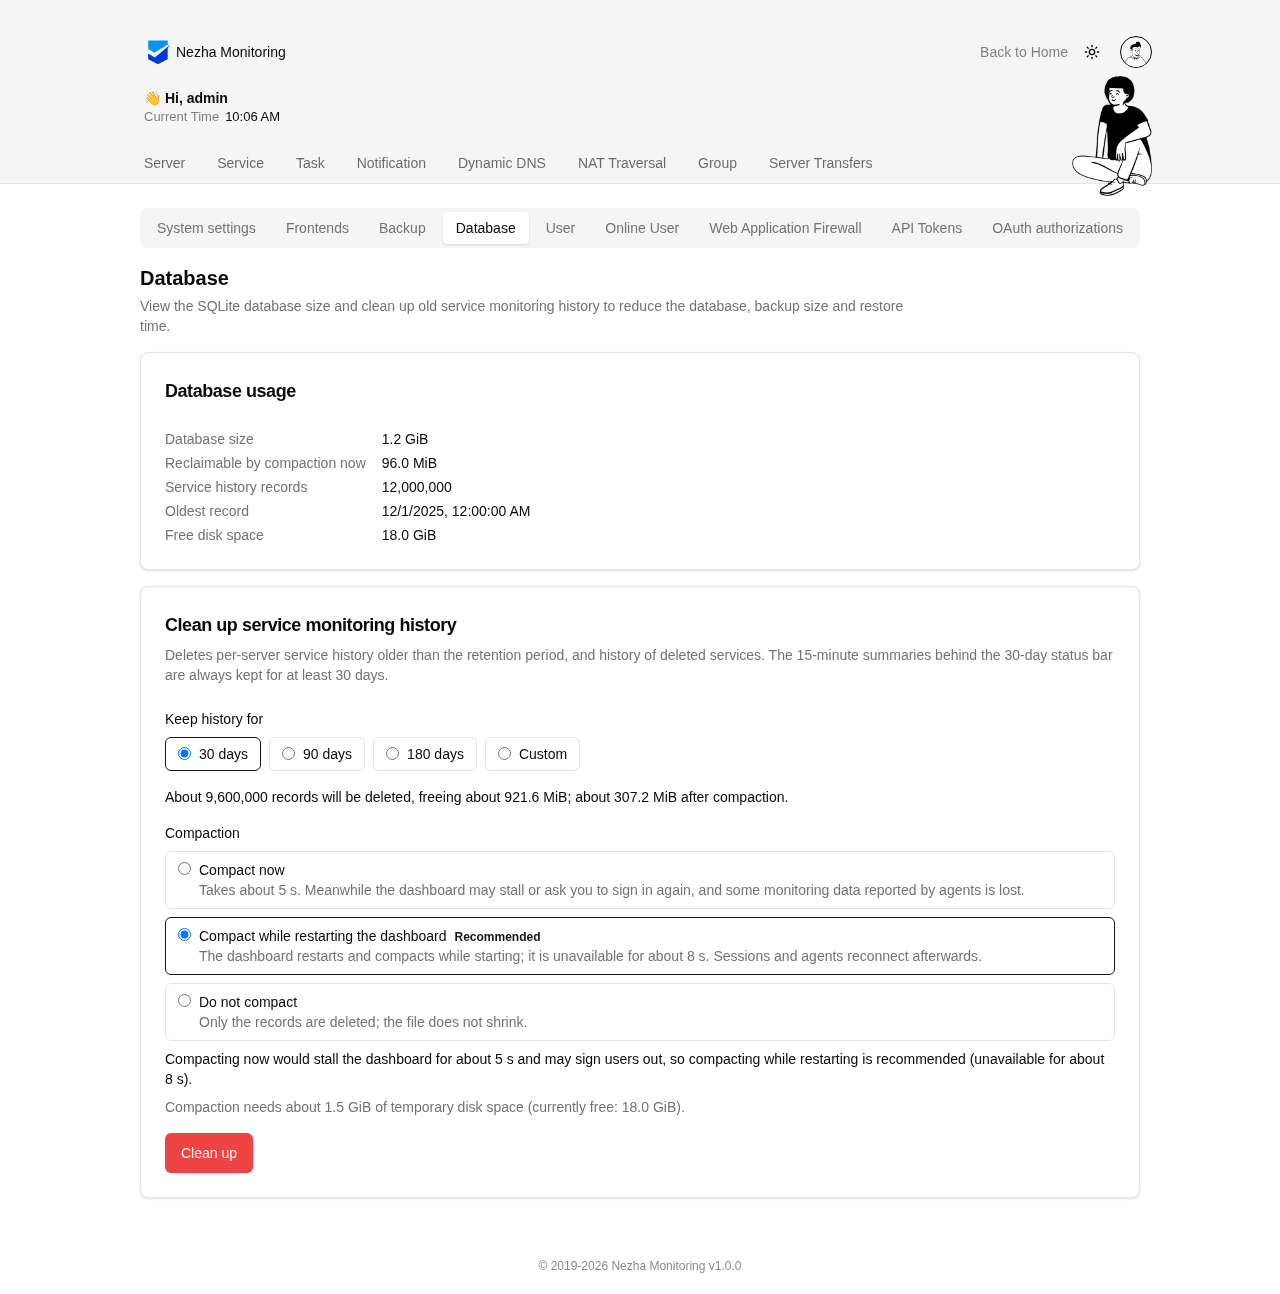 Nezha Monitoring
Back to Home
👋 Hi, admin
Current Time 10:06 AM
Server Service Task Notification Dynamic DNS NAT Traversal Group Server Transfers
System settings Frontends Backup Database User Online User Web Application Firewall API Tokens OAuth authorizations
Database
View the SQLite database size and clean up old service monitoring history to reduce the database, backup size and restore
time.
Database usage
Database size 1.2 GiB
Reclaimable by compaction now 96.0 MiB
Service history records 12,000,000
Oldest record 12/1/2025, 12:00:00 AM
Free disk space 18.0 GiB
Clean up service monitoring history
Deletes per-server service history older than the retention period, and history of deleted services. The 15-minute summaries behind the 30-day status bar
are always kept for at least 30 days.
Keep history for
30 days 90 days 180 days Custom
About 9,600,000 records will be deleted, freeing about 921.6 MiB; about 307.2 MiB after compaction.
Compaction
Compact now
Takes about 5 s. Meanwhile the dashboard may stall or ask you to sign in again, and some monitoring data reported by agents is lost.
Compact while restarting the dashboard Recommended
The dashboard restarts and compacts while starting; it is unavailable for about 8 s. Sessions and agents reconnect afterwards.
Do not compact
Only the records are deleted; the file does not shrink.
Compacting now would stall the dashboard for about 5 s and may sign users out, so compacting while restarting is recommended (unavailable for about
8 s).
Compaction needs about 1.5 GiB of temporary disk space (currently free: 18.0 GiB).
Clean up
© 2019-2026 Nezha Monitoring v1.0.0